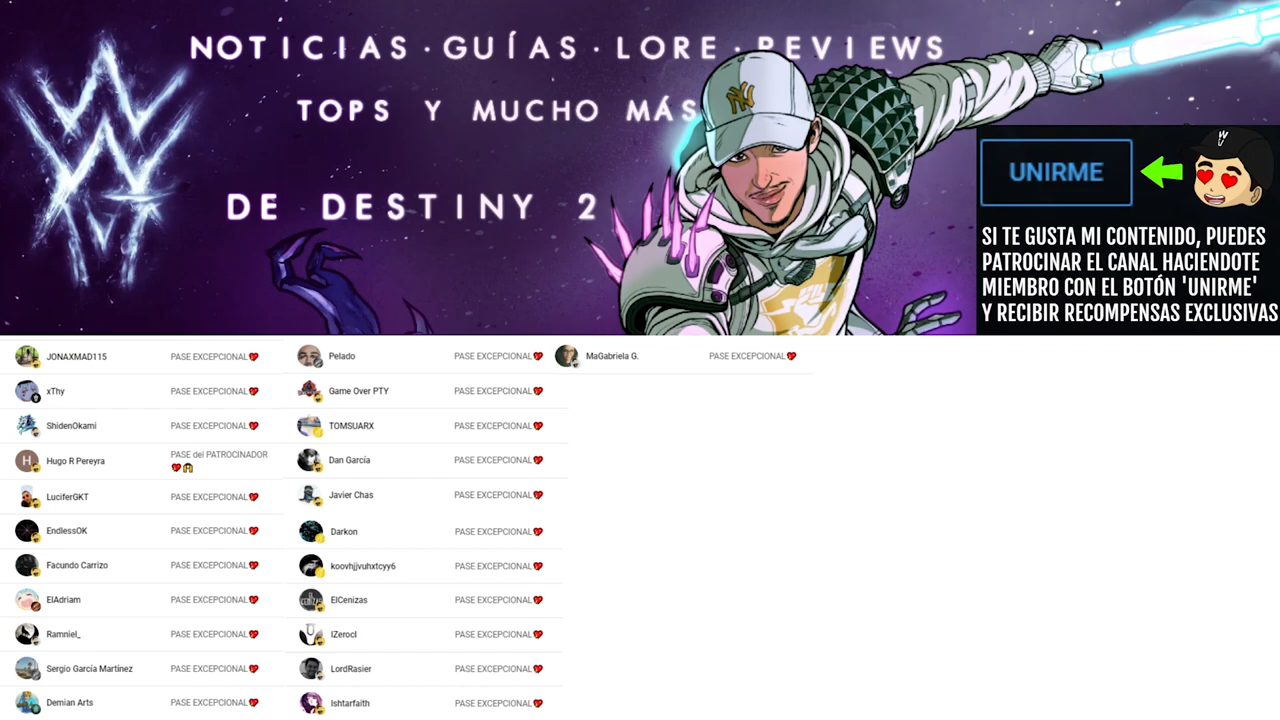 NOTICIAS · GUÍAS · LORE · REVIEWS
TOPS Y MUCHO MÁS
DE DESTINY 2
UNIRME
SI TE GUSTA MI CONTENIDO, PUEDES
PATROCINAR EL CANAL HACIENDOTE
MIEMBRO CON EL BOTÓN 'UNIRME'
Y RECIBIR RECOMPENSAS EXCLUSIVAS
JONAXMAD115 PASE EXCEPCIONAL
xThy PASE EXCEPCIONAL
ShidenOkami PASE EXCEPCIONAL
H Hugo R Pereyra PASE del PATROCINADOR
LuciferGKT PASE EXCEPCIONAL
EndlessOK PASE EXCEPCIONAL
Facundo Carrizo PASE EXCEPCIONAL
ElAdriam PASE EXCEPCIONAL
Ramniel_ PASE EXCEPCIONAL
Sergio García Martínez PASE EXCEPCIONAL
Demian Arts PASE EXCEPCIONAL
Pelado PASE EXCEPCIONAL
Game Over PTY PASE EXCEPCIONAL
TOMSUARX PASE EXCEPCIONAL
Dan García PASE EXCEPCIONAL
Javier Chas PASE EXCEPCIONAL
Darkon PASE EXCEPCIONAL
koovhjjvuhxtcyy6 PASE EXCEPCIONAL
ElCenizas PASE EXCEPCIONAL
IZerocI PASE EXCEPCIONAL
LordRasier PASE EXCEPCIONAL
Ishtarfaith PASE EXCEPCIONAL
MaGabriela G. PASE EXCEPCIONAL